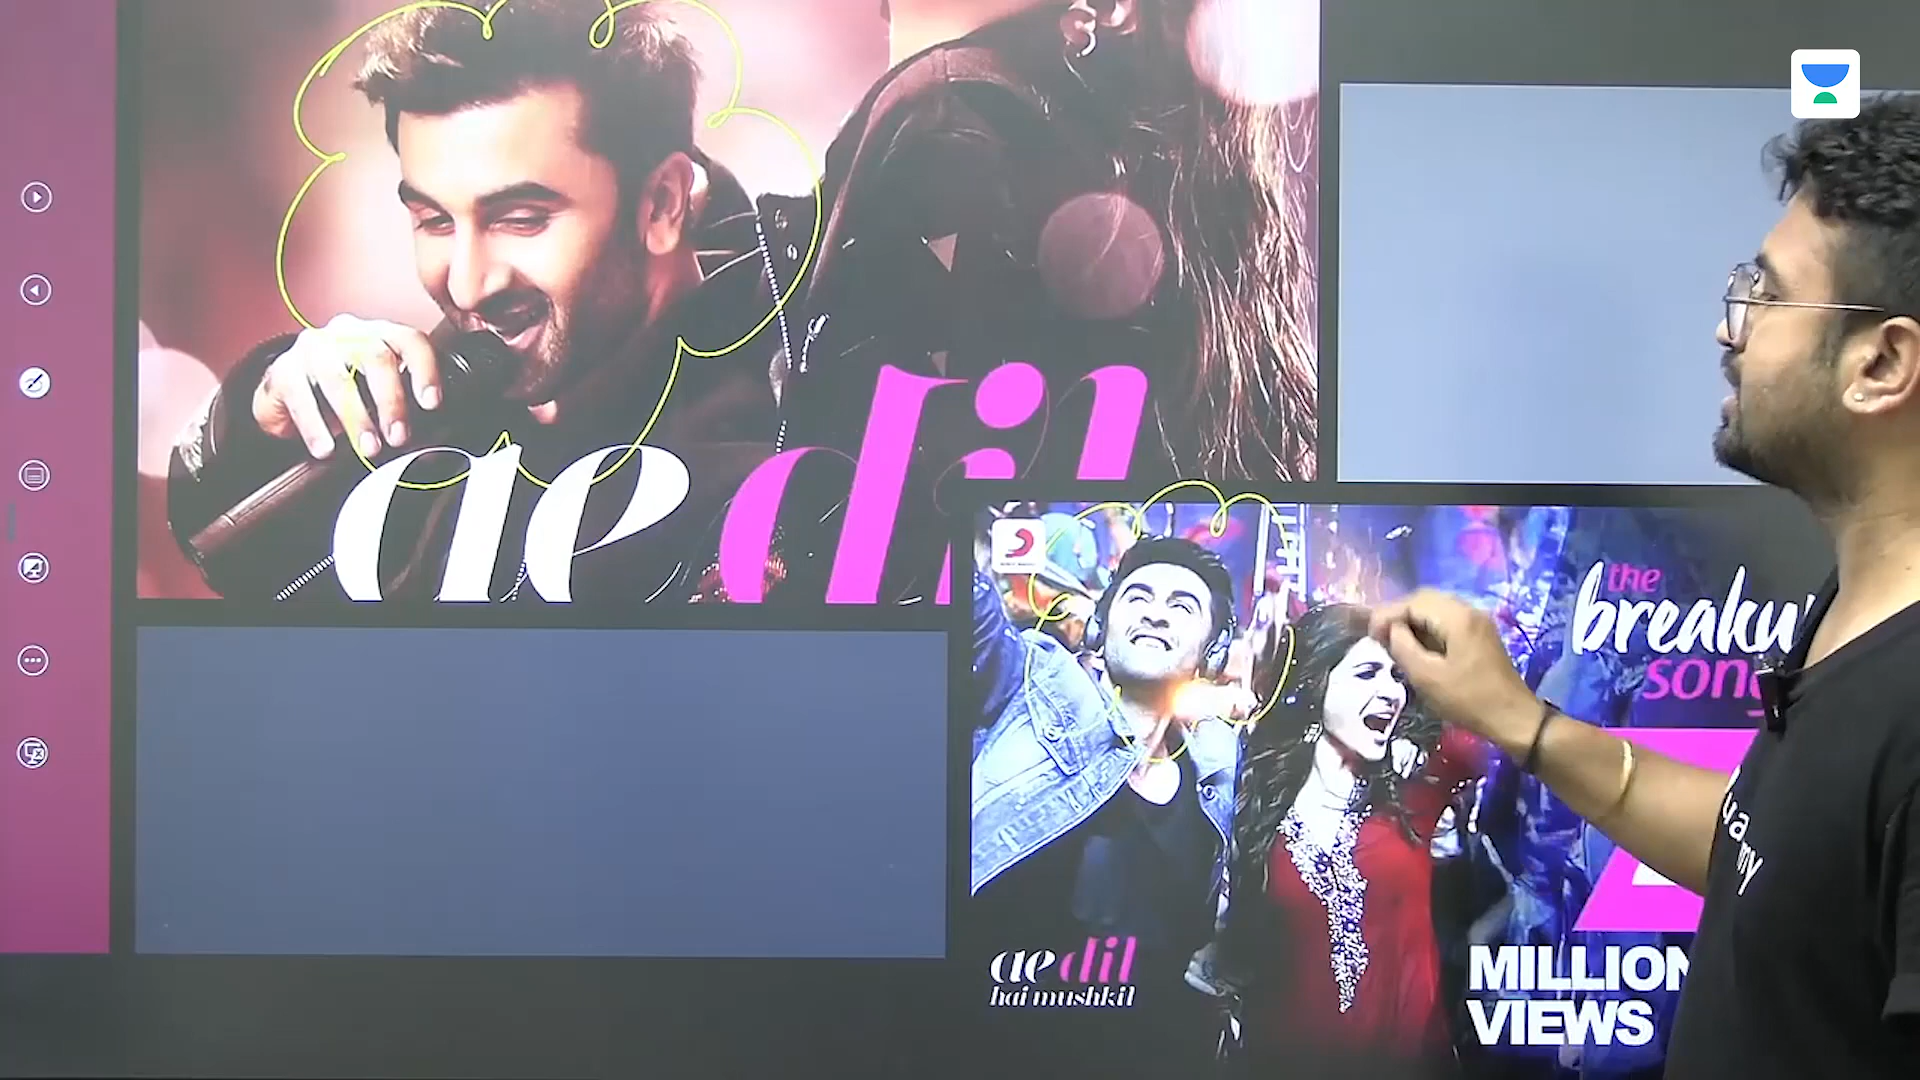 ae dil
the
breaku
song
ae dil
hai mushkil
MILLION
VIEWS